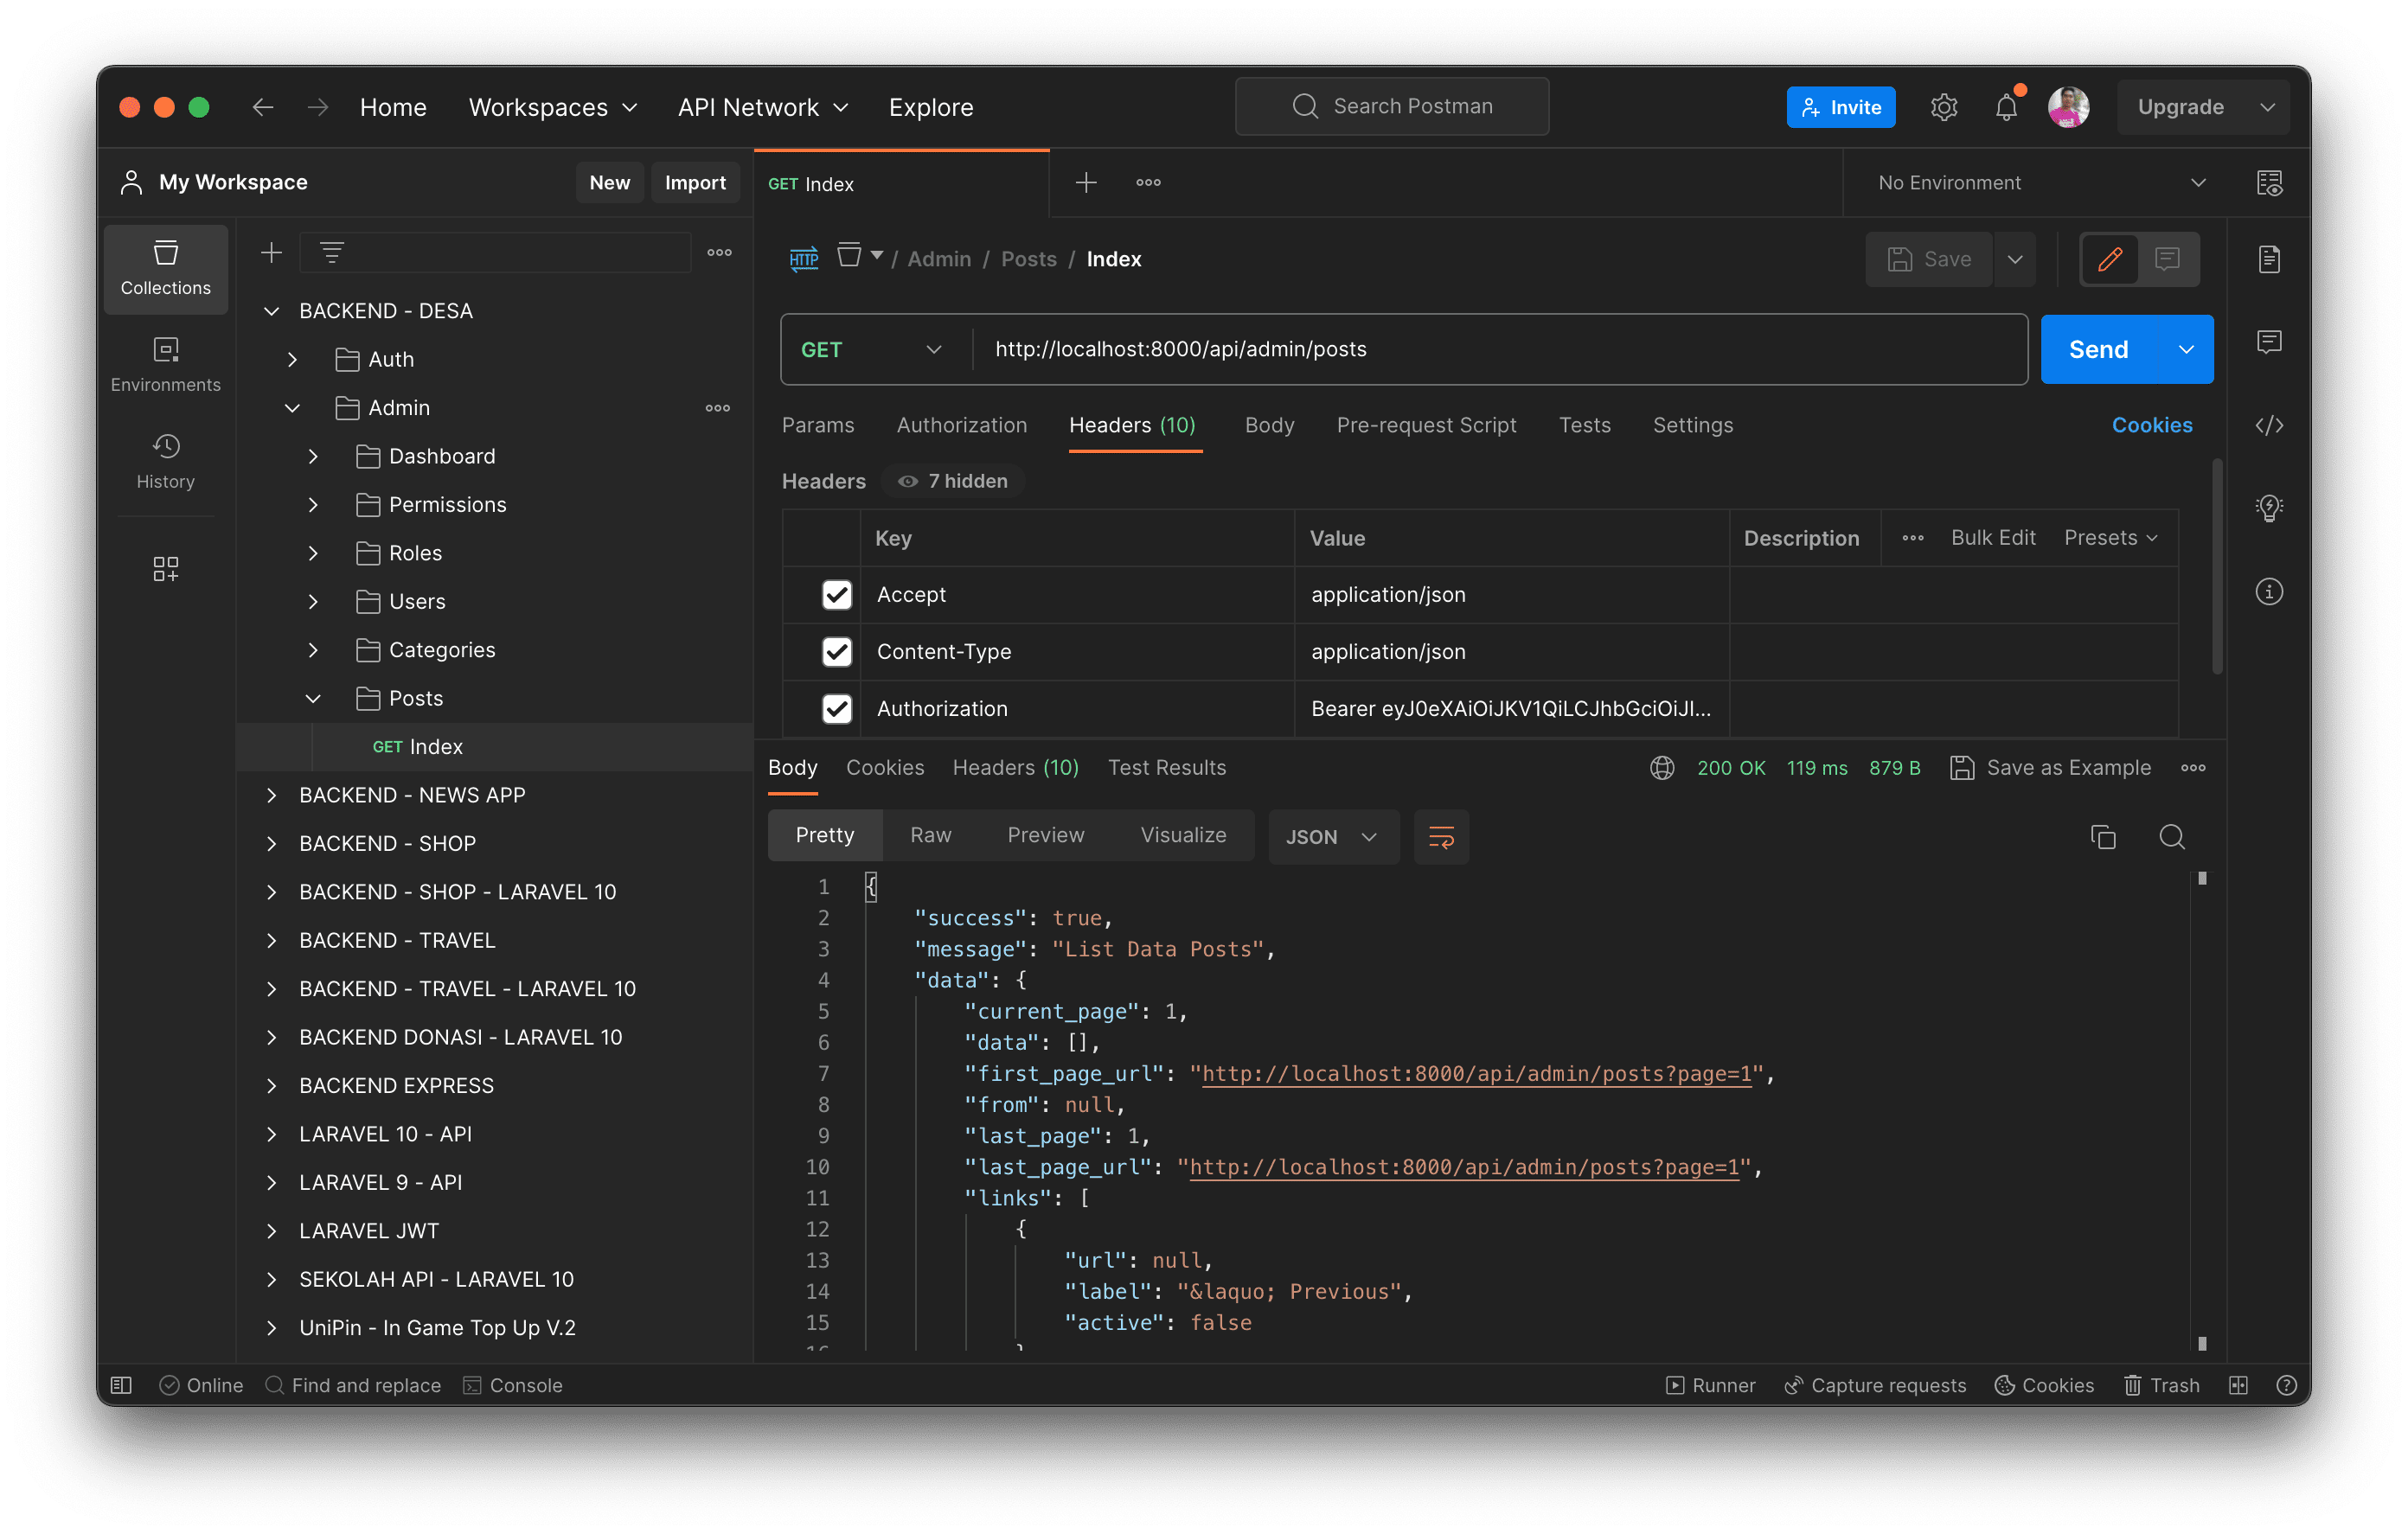 Home Workspaces API Network Explore Search Postman Invite Upgrade
My Workspace New Import GET Index No Environment
Collections
Environments
History
BACKEND - DESA
Auth
Admin
Dashboard
Permissions
Roles
Users
Categories
Posts
GET Index
BACKEND - NEWS APP
BACKEND - SHOP
BACKEND - SHOP - LARAVEL 10
BACKEND - TRAVEL
BACKEND - TRAVEL - LARAVEL 10
BACKEND DONASI - LARAVEL 10
BACKEND EXPRESS
LARAVEL 10 - API
LARAVEL 9 - API
LARAVEL JWT
SEKOLAH API - LARAVEL 10
UniPin - In Game Top Up V.2
HTTP / Admin / Posts / Index Save
GET http://localhost:8000/api/admin/posts Send
Params Authorization Headers (10) Body Pre-request Script Tests Settings Cookies
Headers 7 hidden
Key Value Description Bulk Edit Presets
Accept application/json
Content-Type application/json
Authorization Bearer eyJ0eXAiOiJKV1QiLCJhbGciOiJI...
Body Cookies Headers (10) Test Results 200 OK 119 ms 879 B Save as Example
Pretty Raw Preview Visualize JSON
1 {
2 "success": true,
3 "message": "List Data Posts",
4 "data": {
5 "current_page": 1,
6 "data": [],
7 "first_page_url": "http://localhost:8000/api/admin/posts?page=1",
8 "from": null,
9 "last_page": 1,
10 "last_page_url": "http://localhost:8000/api/admin/posts?page=1",
11 "links": [
12 {
13 "url": null,
14 "label": "&laquo; Previous",
15 "active": false
Online Find and replace Console Runner Capture requests Cookies Trash